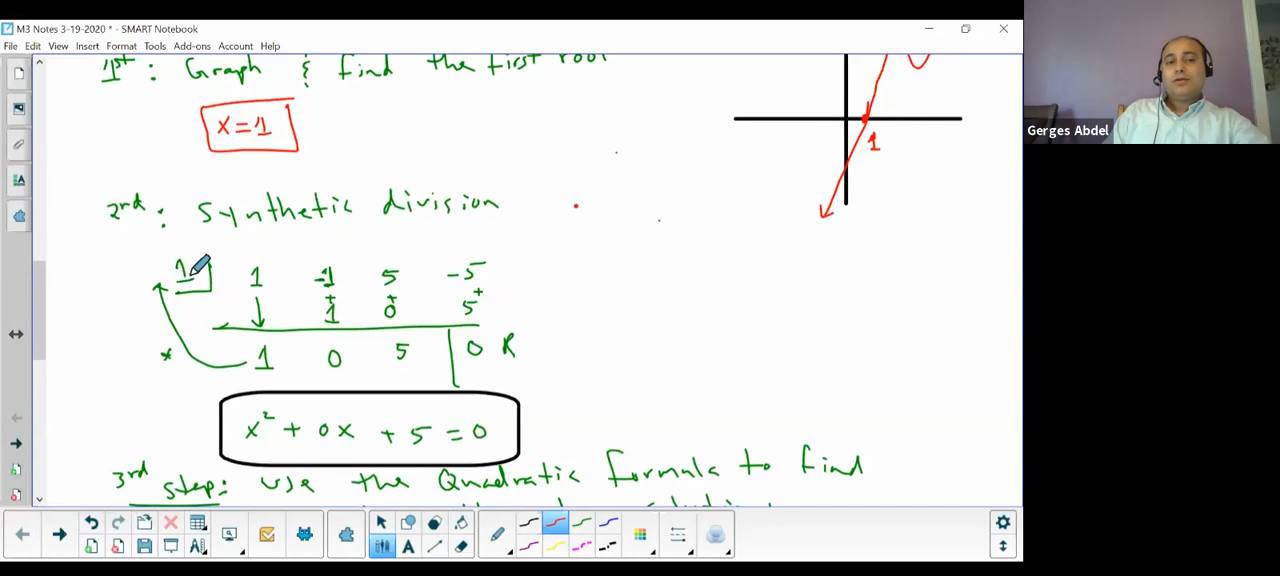 M3 Notes 3-19-2020 * - SMART Notebook
File Edit View Insert Format Tools Add-ons Account Help
1st: Graph & find the first root
x=1
1
2rd: Synthetic division
1 1 -1 5 -5
+ + +
1 0 5
* 1 0 5 0 R
x² + 0x + 5 = 0
3rd step: use the Quadratic formula to find
Gerges Abdel